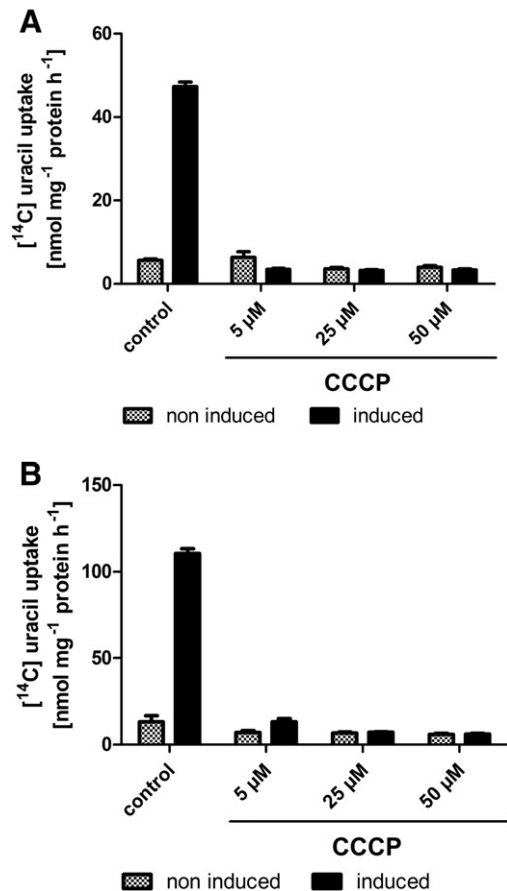 A
[¹⁴C] uracil uptake
[nmol mg⁻¹ protein h⁻¹]
60
40
20
0
control
5 µM
25 µM
50 µM
CCCP
non induced
induced
B
[¹⁴C] uracil uptake
[nmol mg⁻¹ protein h⁻¹]
150
100
50
0
control
5 µM
25 µM
50 µM
CCCP
non induced
induced